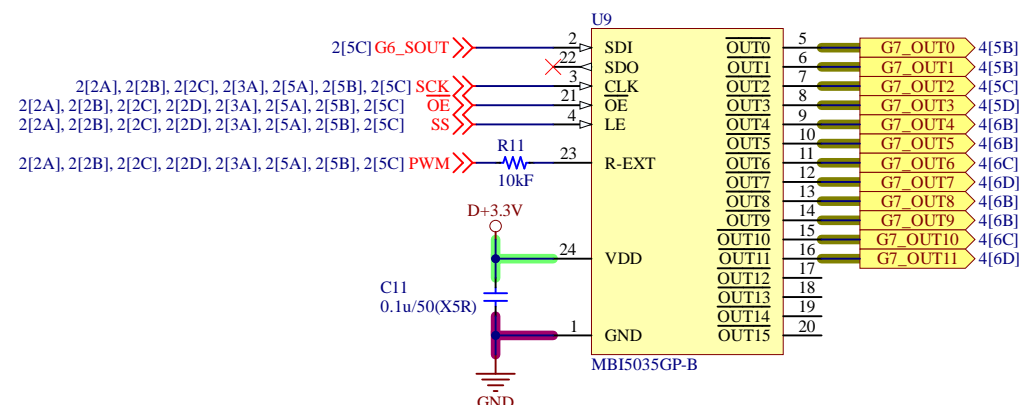 U9
2[5C] G6_SOUT 2 SDI OUT0 5 G7_OUT0 4[5B]
22 SDO OUT1 6 G7_OUT1 4[5B]
2[2A], 2[2B], 2[2C], 2[3A], 2[5A], 2[5B], 2[5C] SCK 3 CLK OUT2 7 G7_OUT2 4[5C]
2[2A], 2[2B], 2[2C], 2[2D], 2[3A], 2[5A], 2[5B], 2[5C] OE 21 OE OUT3 8 G7_OUT3 4[5D]
2[2A], 2[2B], 2[2C], 2[2D], 2[3A], 2[5A], 2[5B], 2[5C] SS 4 LE OUT4 9 G7_OUT4 4[6B]
OUT5 10 G7_OUT5 4[6B]
R11
2[2A], 2[2B], 2[2C], 2[2D], 2[3A], 2[5A], 2[5B], 2[5C] PWM 23 R-EXT OUT6 11 G7_OUT6 4[6C]
10kF
OUT7 12 G7_OUT7 4[6D]
OUT8 13 G7_OUT8 4[6B]
D+3.3V
OUT9 14 G7_OUT9 4[6B]
OUT10 15 G7_OUT10 4[6C]
24 VDD OUT11 16 G7_OUT11 4[6D]
OUT12 17
C11
OUT13 18
0.1u/50(X5R)
OUT14 19
1 GND OUT15 20
MBI5035GP-B
GND